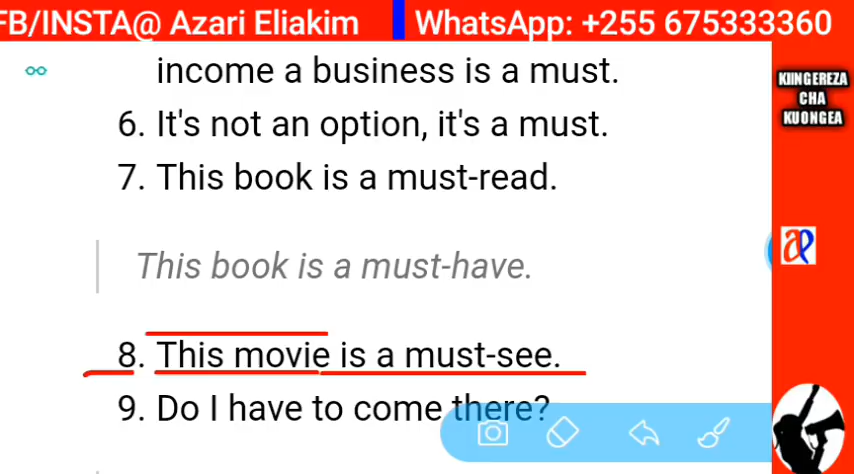 FB/INSTA@ Azari Eliakim WhatsApp: +255 675333360
KIINGEREZA
CHA
KUONGEA
income a business is a must.
6. It's not an option, it's a must.
7. This book is a must-read.
This book is a must-have.
8. This movie is a must-see.
9. Do I have to come there?